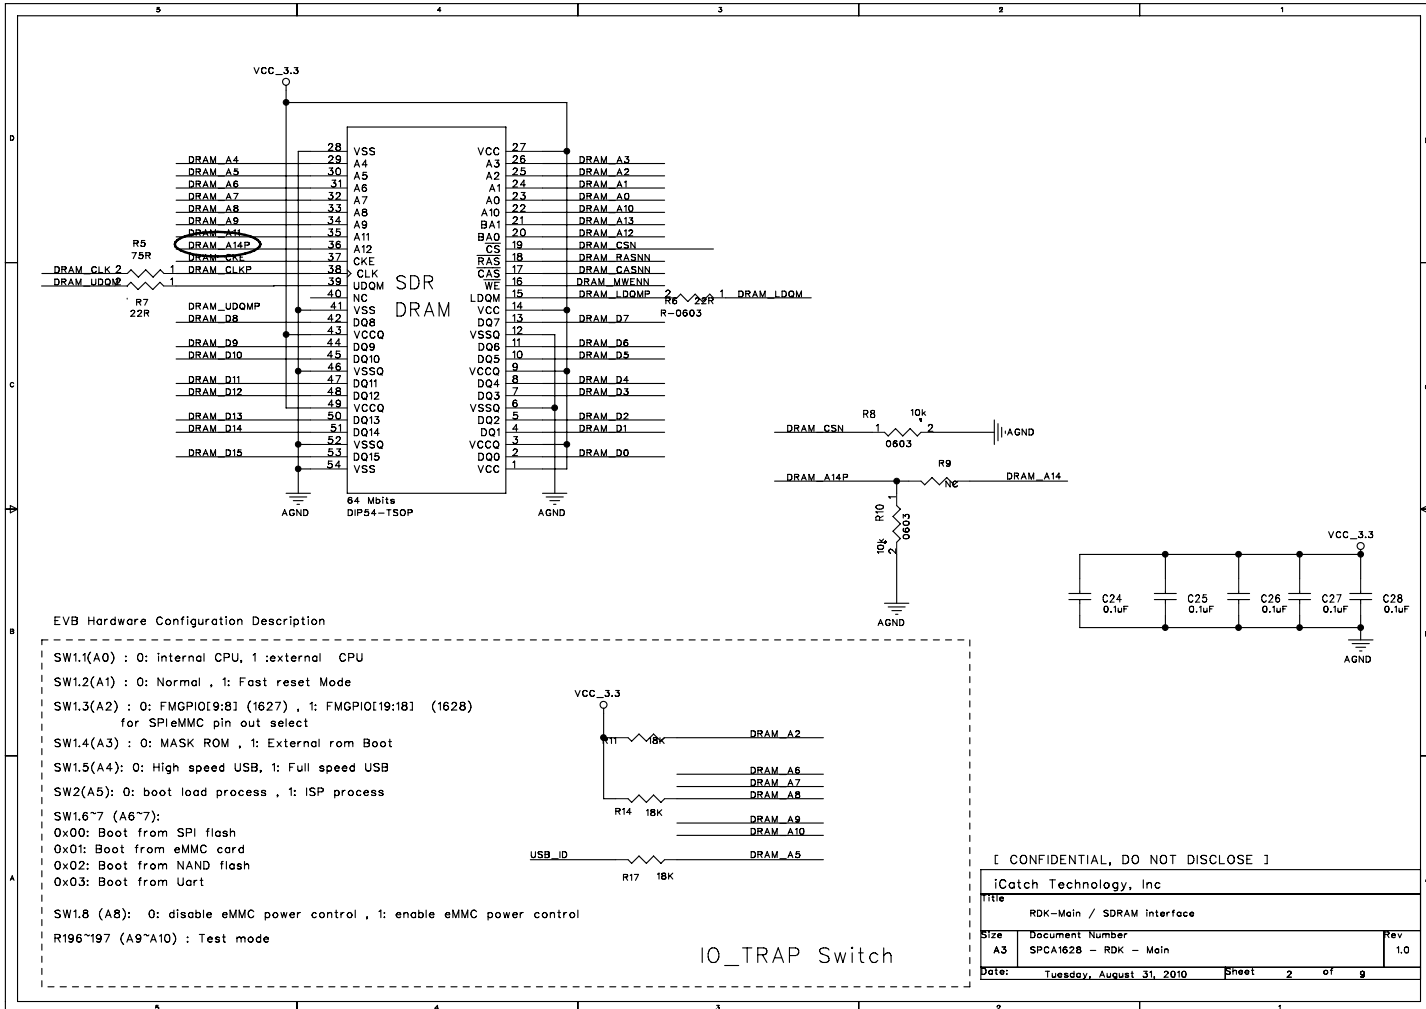 5 4 3 2 1
D
C
B
A
VCC_3.3
SDR
DRAM
64 Mbits
DIP54-TSOP
28 VSS
29 A4 DRAM_A4
30 A5 DRAM_A5
31 A6 DRAM_A6
32 A7 DRAM_A7
33 A8 DRAM_A8
34 A9 DRAM_A9
35 A11 DRAM_A11
36 A12 DRAM_A14P
37 CKE DRAM_CKE
38 CLK DRAM_CLKP
39 UDQM
40 NC
41 VSS DRAM_UDQMP
42 DQ8 DRAM_D8
43 VCCQ
44 DQ9 DRAM_D9
45 DQ10 DRAM_D10
46 VSSQ
47 DQ11 DRAM_D11
48 DQ12 DRAM_D12
49 VCCQ
50 DQ13 DRAM_D13
51 DQ14 DRAM_D14
52 VSSQ
53 DQ15 DRAM_D15
54 VSS
R5
75R
DRAM_CLK 2 1
DRAM_UDQM 2 1
R7
22R
VCC 27
A3 26 DRAM_A3
A2 25 DRAM_A2
A1 24 DRAM_A1
A0 23 DRAM_A0
A10 22 DRAM_A10
BA1 21 DRAM_A13
BA0 20 DRAM_A12
CS 19 DRAM_CSN
RAS 18 DRAM_RASNN
CAS 17 DRAM_CASNN
WE 16 DRAM_MWENN
LDQM 15 DRAM_LDQMP 2 1 DRAM_LDQM
R6 22R
R-0603
VCC 14
DQ7 13 DRAM_D7
VSSQ 12
DQ6 11 DRAM_D6
DQ5 10 DRAM_D5
VCCQ 9
DQ4 8 DRAM_D4
DQ3 7 DRAM_D3
VSSQ 6
DQ2 5 DRAM_D2
DQ1 4 DRAM_D1
VCCQ 3
DQ0 2 DRAM_D0
VCC 1
AGND
AGND
R8 10k
DRAM_CSN 1 2 AGND
0603
R9
DRAM_A14P NC DRAM_A14
R10 1
0603
10k 2
AGND
VCC_3.3
C24 0.1uF
C25 0.1uF
C26 0.1uF
C27 0.1uF
C28 0.1uF
AGND
EVB Hardware Configuration Description
SW1.1(A0) : 0: internal CPU, 1 :external CPU
SW1.2(A1) : 0: Normal , 1: Fast reset Mode
SW1.3(A2) : 0: FMGPIO[9:8] (1627) , 1: FMGPIO[19:18] (1628)
for SPIeMMC pin out select
SW1.4(A3) : 0: MASK ROM , 1: External rom Boot
SW1.5(A4): 0: High speed USB, 1: Full speed USB
SW2(A5): 0: boot load process , 1: ISP process
SW1.6~7 (A6~7):
0x00: Boot from SPI flash
0x01: Boot from eMMC card
0x02: Boot from NAND flash
0x03: Boot from Uart
SW1.8 (A8): 0: disable eMMC power control , 1: enable eMMC power control
R196~197 (A9~A10) : Test mode
VCC_3.3
R11 18K DRAM_A2
DRAM_A6
DRAM_A7
DRAM_A8
R14 18K
DRAM_A9
DRAM_A10
USB_ID DRAM_A5
R17 18K
IO_TRAP Switch
[ CONFIDENTIAL, DO NOT DISCLOSE ]
iCatch Technology, Inc
Title
RDK-Main / SDRAM interface
Size Document Number Rev
A3 SPCA1628 - RDK - Main 1.0
Date: Tuesday, August 31, 2010 Sheet 2 of 9
5 4 3 2 1